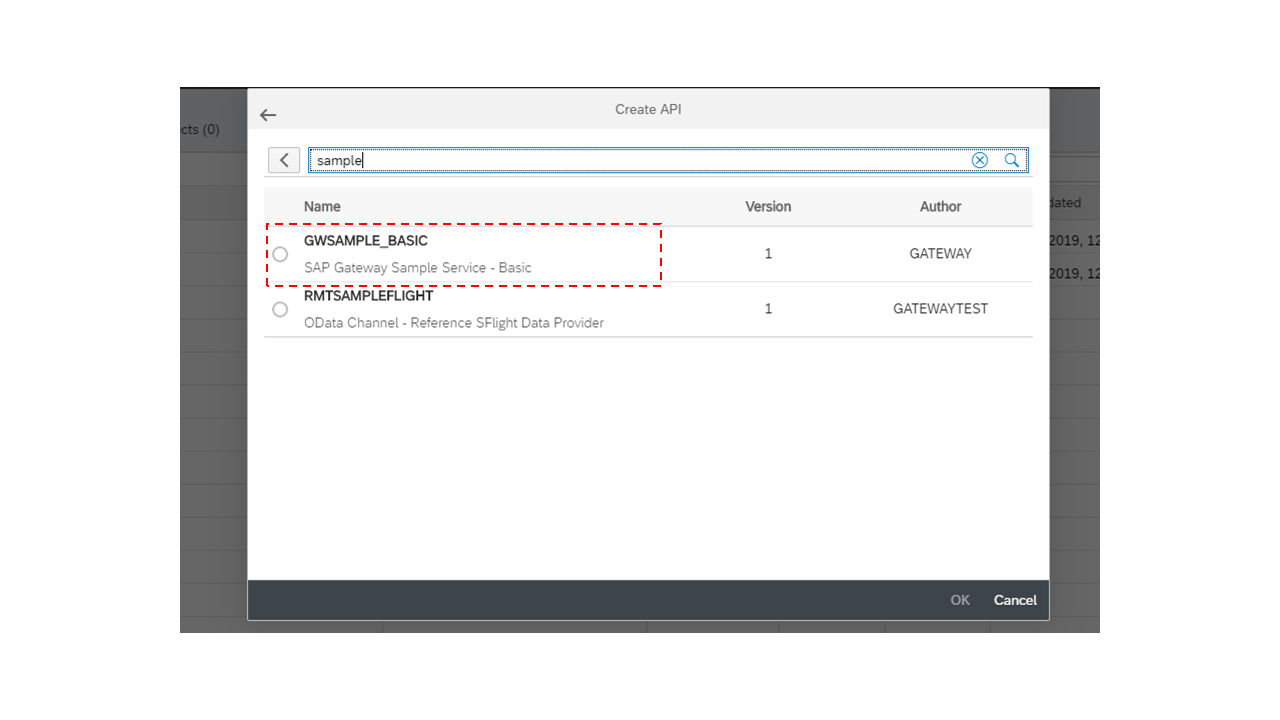 Create API
cts (0)
sample
dated
Name Version Author
GWSAMPLE_BASIC
SAP Gateway Sample Service - Basic
1 GATEWAY
2019, 12
RMTSAMPLEFLIGHT
OData Channel - Reference SFlight Data Provider
1 GATEWAYTEST
2019, 12
OK Cancel